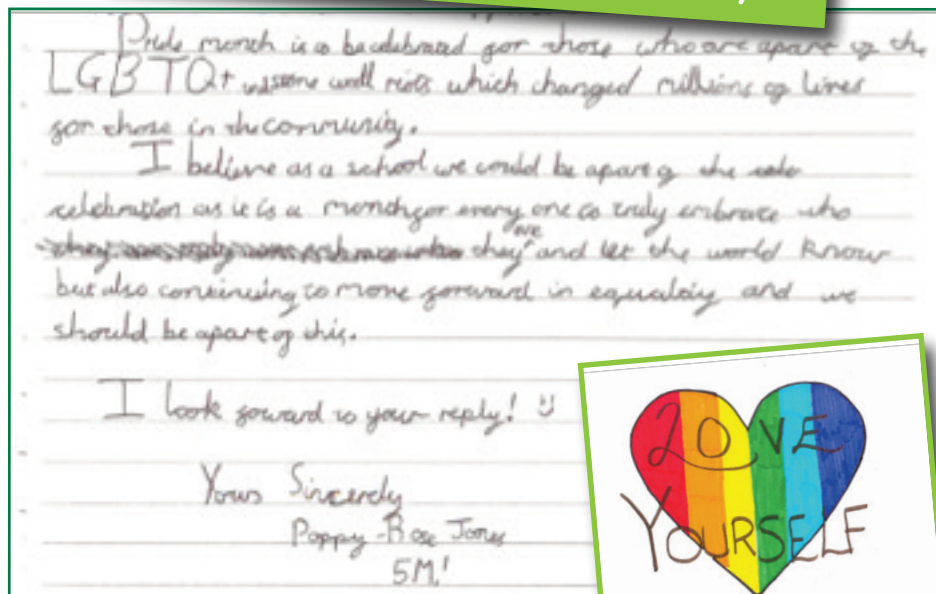 Pride month is to be celebrated for those who are apart of the
LGBTQ+ stone wall riots which changed millions of lives
for those in the community.
I believe as a school we could be apart of the
celebration as it is a month for every one to truly embrace who
they are and let the world know
but also continuing to move forward in equality and we
should be apart of this.
I look foward to your reply!
Yours Sincerely
Poppy-Rose Jones
5M!
LOVE
YOURSELF